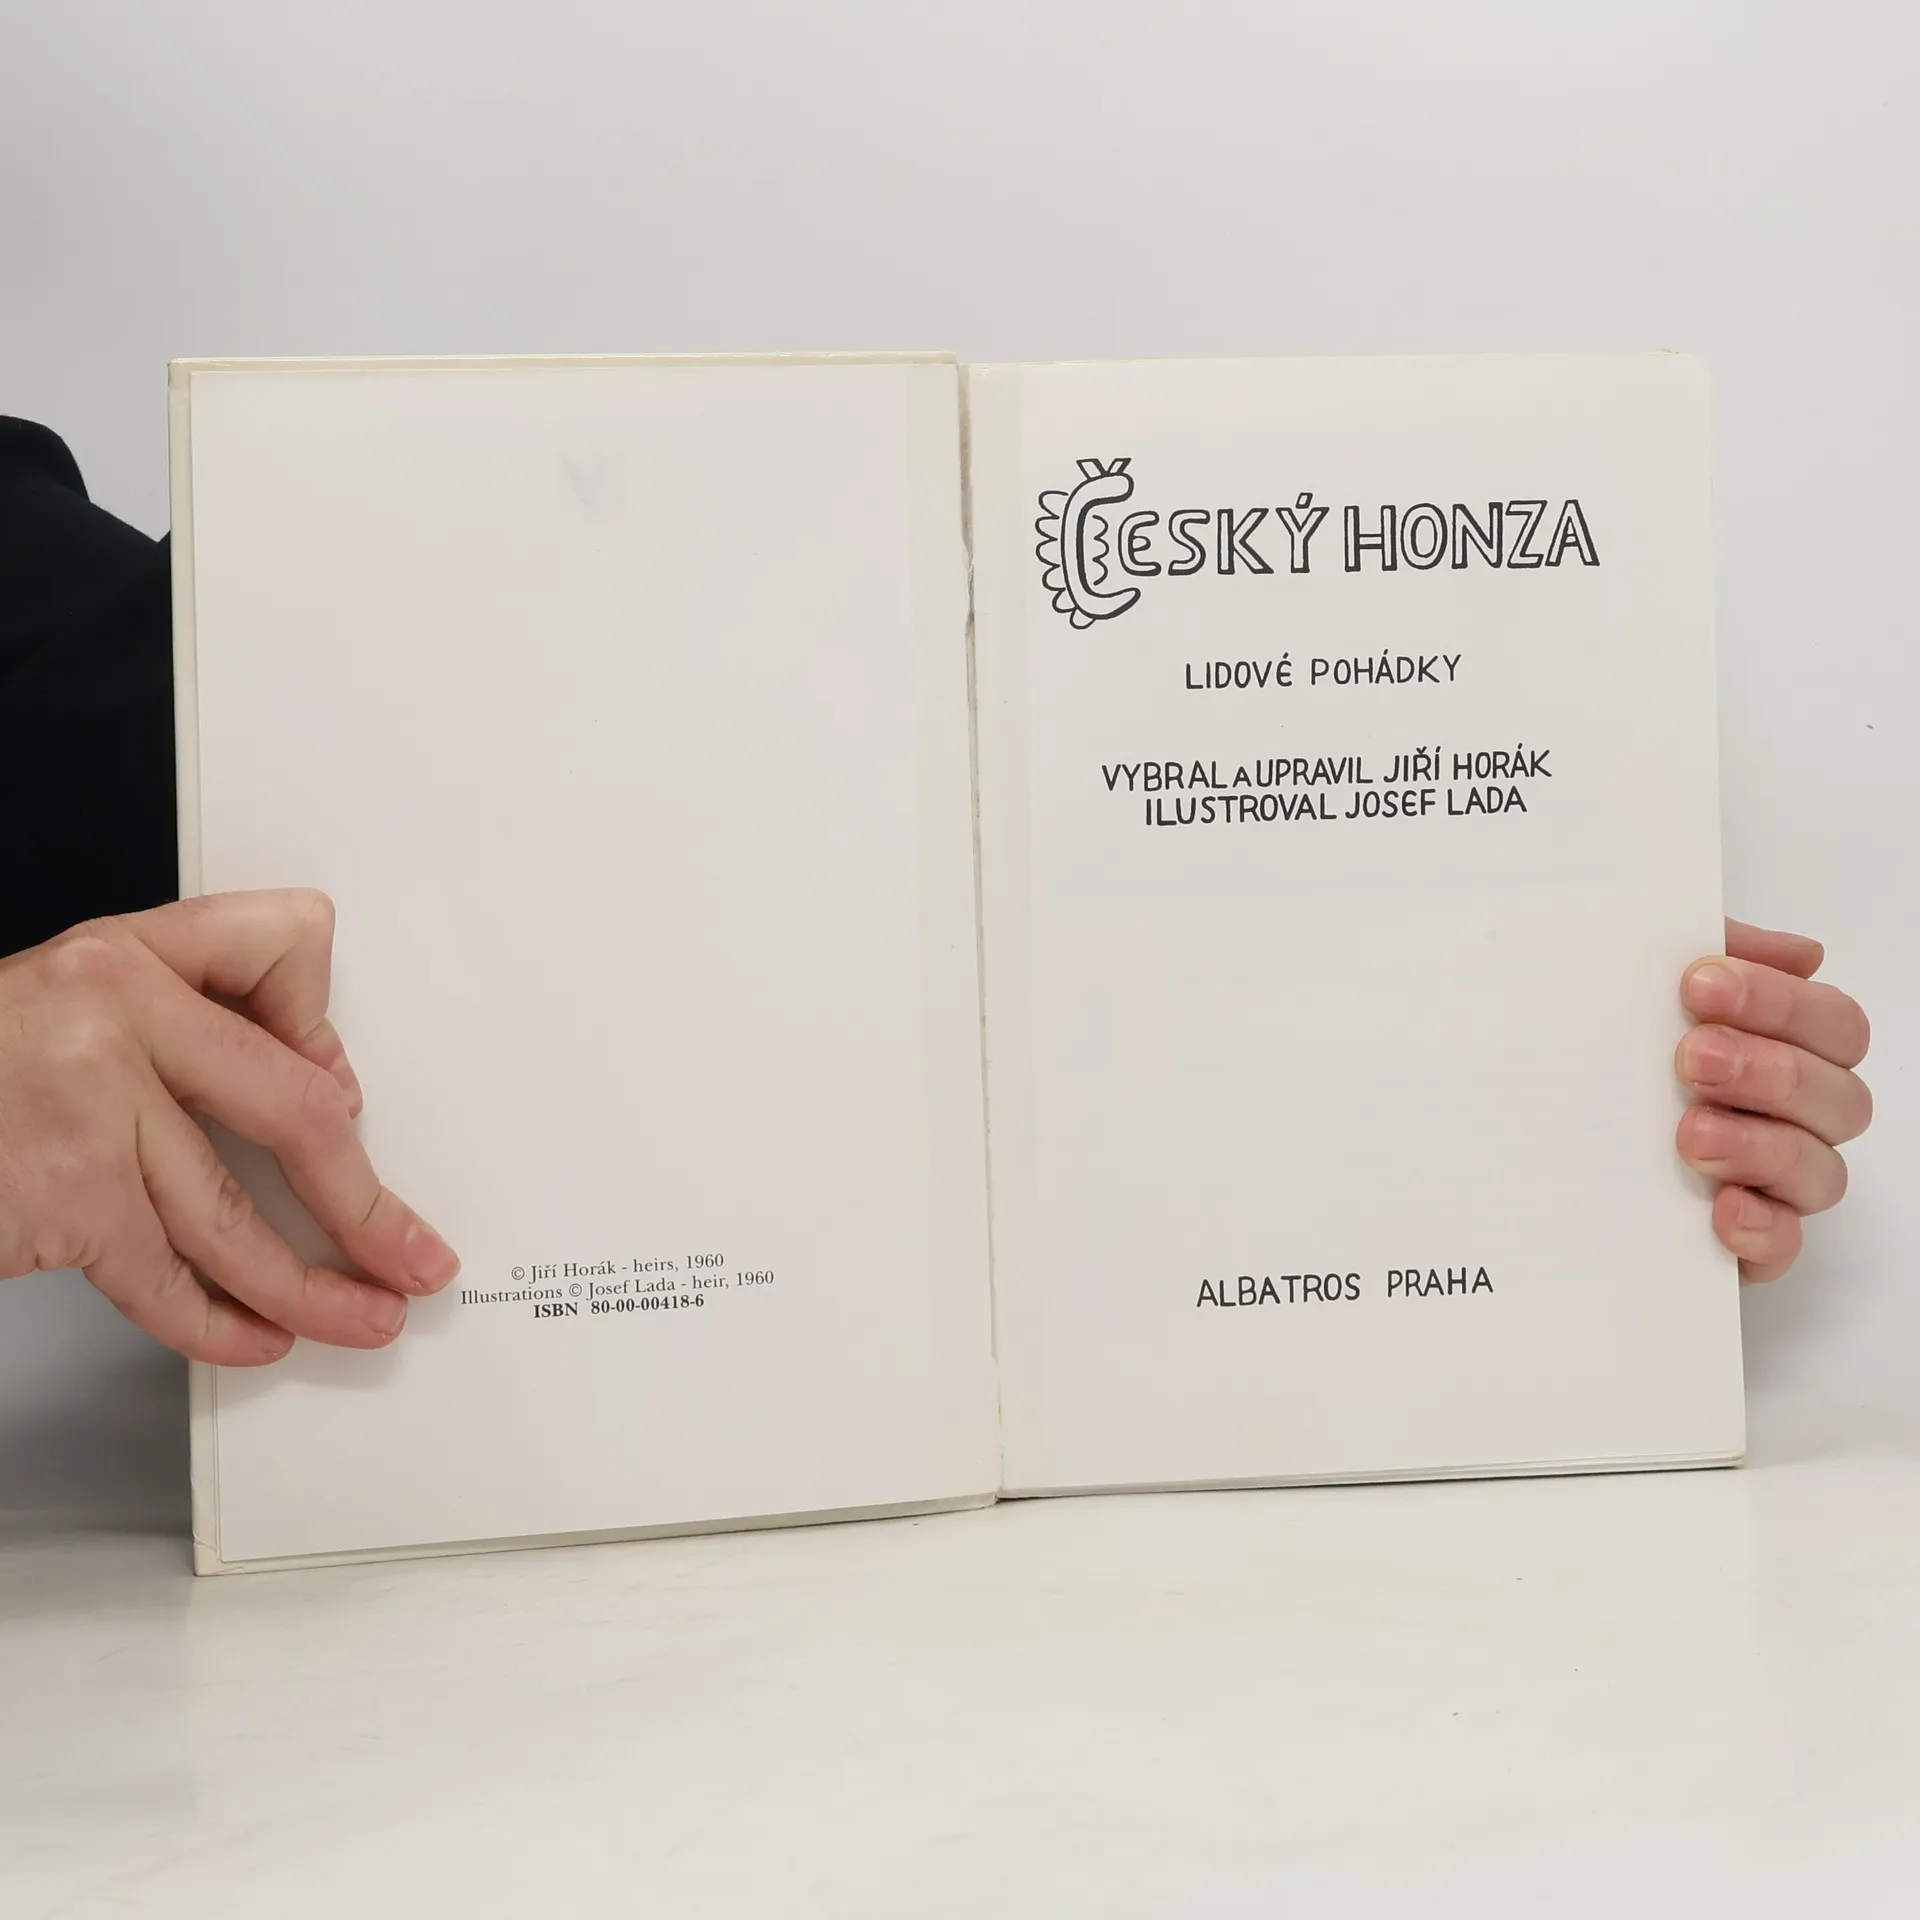 © Jiří Horák - heirs, 1960
Illustrations © Josef Lada - heir, 1960
ISBN 80-00-00418-6
ČESKÝ HONZA
LIDOVÉ POHÁDKY
VYBRAL A UPRAVIL JIŘÍ HORÁK
ILUSTROVAL JOSEF LADA
ALBATROS PRAHA